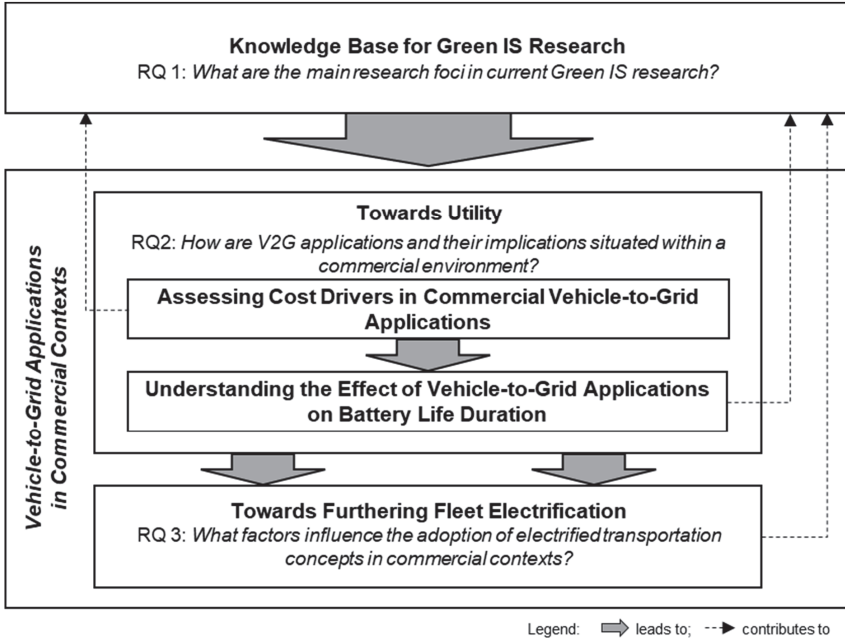 Knowledge Base for Green IS Research
RQ 1: What are the main research foci in current Green IS research?
Vehicle-to-Grid Applications
in Commercial Contexts
Towards Utility
RQ2: How are V2G applications and their implications situated within a
commercial environment?
Assessing Cost Drivers in Commercial Vehicle-to-Grid
Applications
Understanding the Effect of Vehicle-to-Grid Applications
on Battery Life Duration
Towards Furthering Fleet Electrification
RQ 3: What factors influence the adoption of electrified transportation
concepts in commercial contexts?
Legend: leads to; contributes to